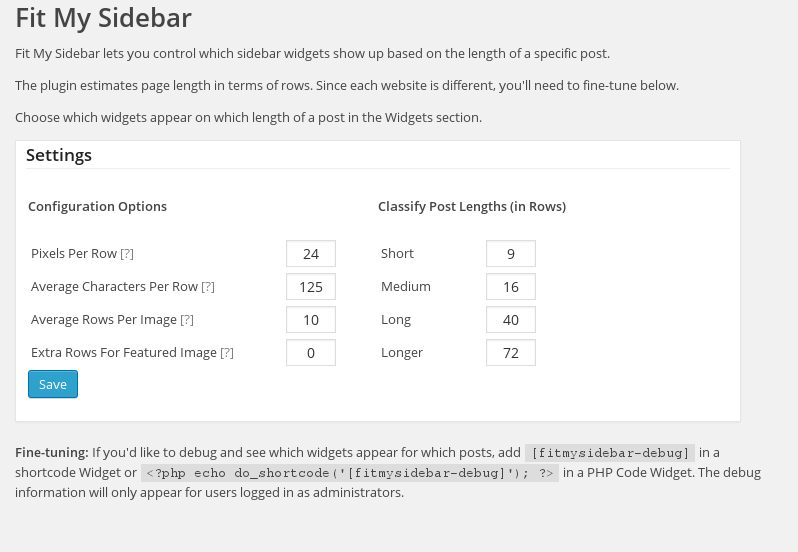 Fit My Sidebar
Fit My Sidebar lets you control which sidebar widgets show up based on the length of a specific post.
The plugin estimates page length in terms of rows. Since each website is different, you'll need to fine-tune below.
Choose which widgets appear on which length of a post in the Widgets section.
Settings
Configuration Options
Pixels Per Row [?] 24
Average Characters Per Row [?] 125
Average Rows Per Image [?] 10
Extra Rows For Featured Image [?] 0
Classify Post Lengths (in Rows)
Short 9
Medium 16
Long 40
Longer 72
Save
Fine-tuning: If you'd like to debug and see which widgets appear for which posts, add [fitmysidebar-debug] in a
shortcode Widget or <?php echo do_shortcode('[fitmysidebar-debug]'); ?> in a PHP Code Widget. The debug
information will only appear for users logged in as administrators.